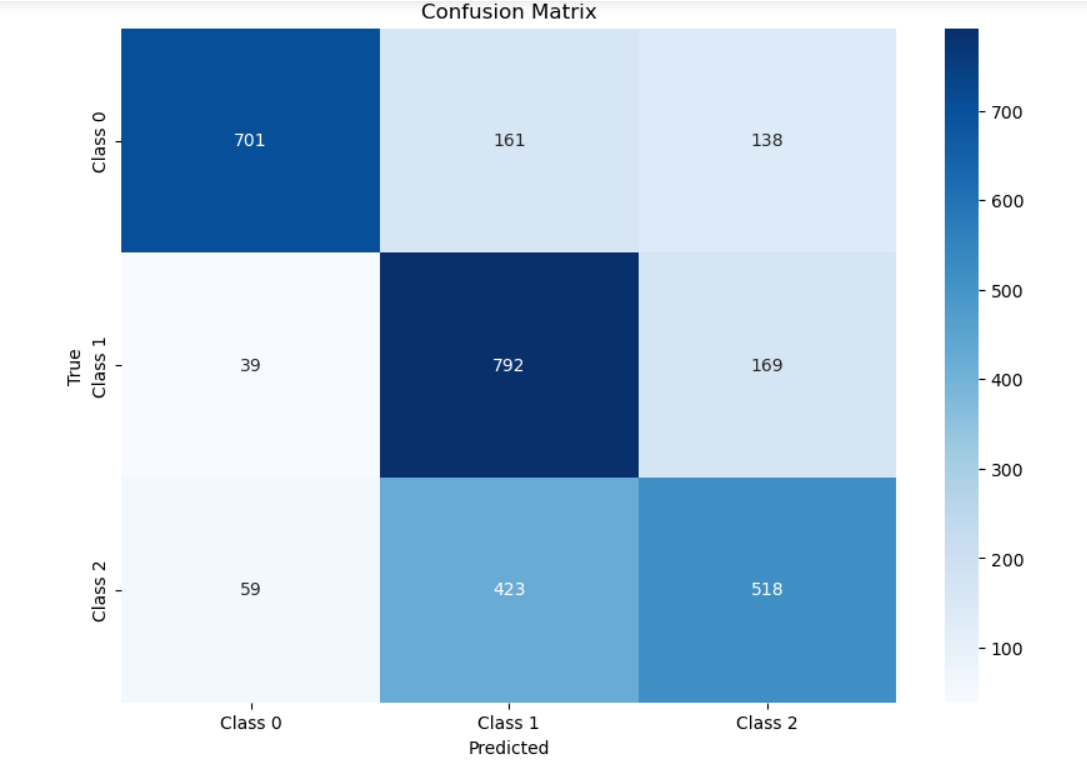 Confusion Matrix
Class 0
701 161 138
Class 1
39 792 169
Class 2
59 423 518
True
Class 0 Class 1 Class 2
Predicted
700
600
500
400
300
200
100